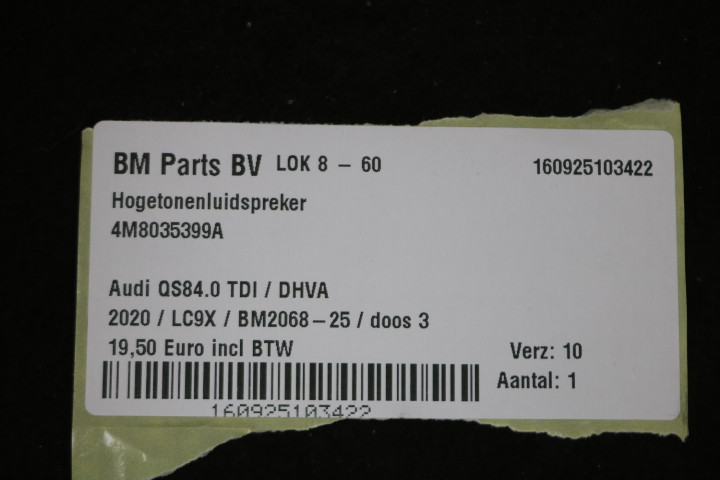 BM Parts BV LOK 8 – 60 160925103422
Hogetonenluidspreker
4M8035399A
Audi QS84.0 TDI / DHVA
2020 / LC9X / BM2068–25 / doos 3
19,50 Euro incl BTW Verz: 10
Aantal: 1
160925103422